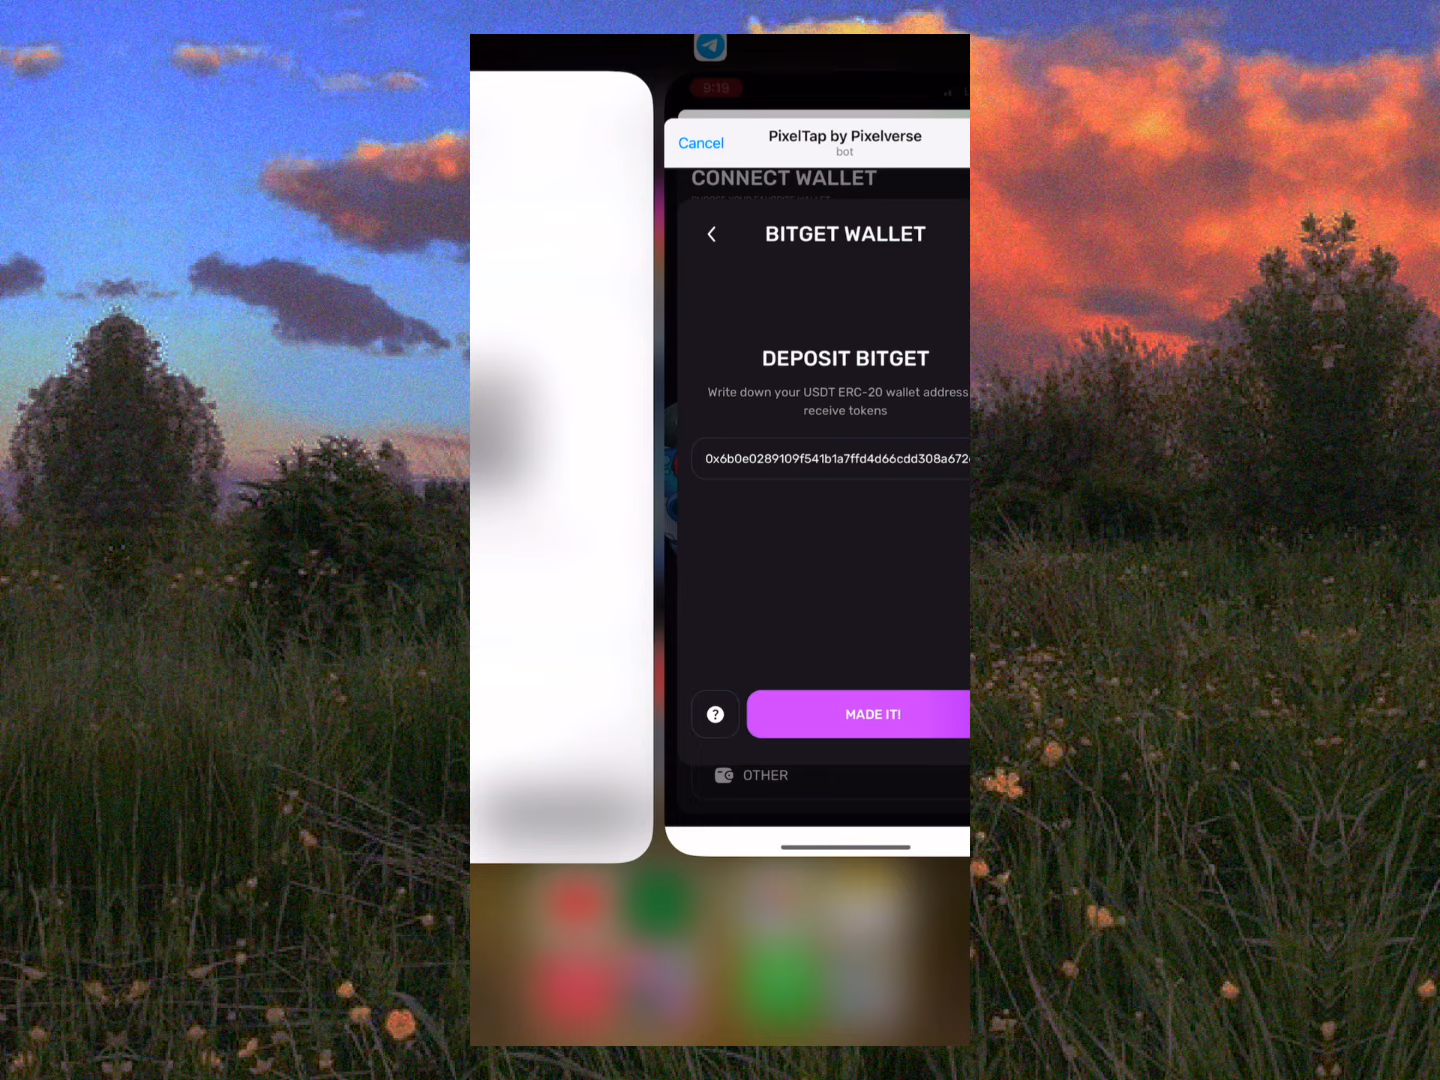 9:19
Cancel
PixelTap by Pixelverse
bot
CONNECT WALLET
BITGET WALLET
DEPOSIT BITGET
Write down your USDT ERC-20 wallet address
receive tokens
0x6b0e0289109f541b1a7ffd4d66cdd308a672
?
MADE IT!
OTHER